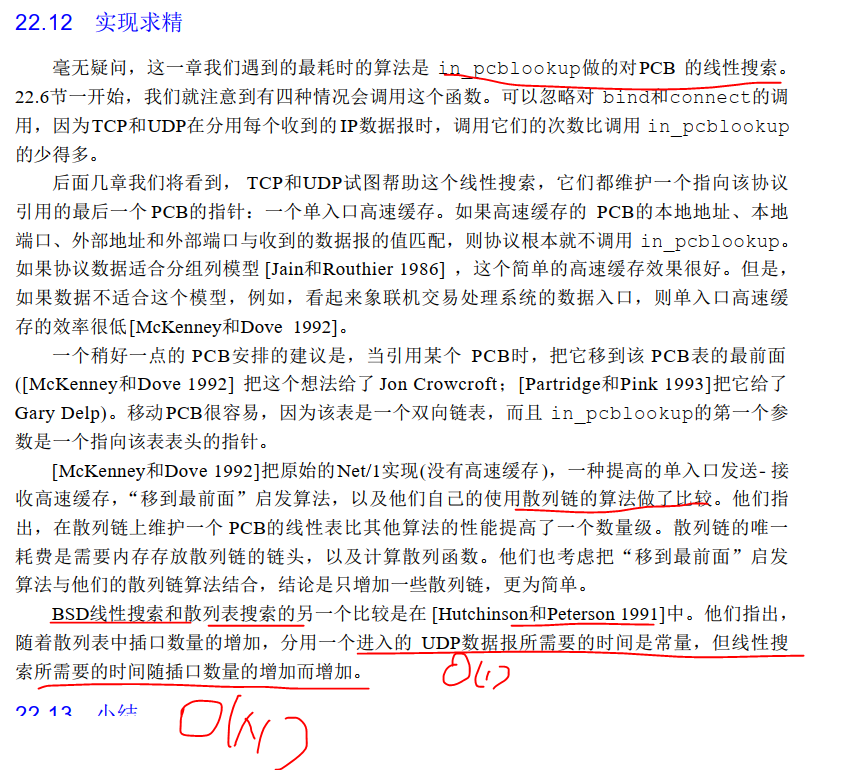 22.12 实现求精
毫无疑问，这一章我们遇到的最耗时的算法是 in_pcblookup做的对PCB 的线性搜索。
22.6节一开始，我们就注意到有四种情况会调用这个函数。可以忽略对 bind和connect的调
用，因为TCP和UDP在分用每个收到的IP数据报时，调用它们的次数比调用 in_pcblookup
的少得多。
后面几章我们将看到， TCP和UDP试图帮助这个线性搜索，它们都维护一个指向该协议
引用的最后一个PCB的指针：一个单入口高速缓存。如果高速缓存的 PCB的本地地址、本地
端口、外部地址和外部端口与收到的数据报的值匹配，则协议根本就不调用 in_pcblookup。
如果协议数据适合分组列模型 [Jain和Routhier 1986] ，这个简单的高速缓存效果很好。但是，
如果数据不适合这个模型，例如，看起来象联机交易处理系统的数据入口，则单入口高速缓
存的效率很低[McKenney和Dove 1992]。
一个稍好一点的 PCB安排的建议是，当引用某个 PCB时，把它移到该 PCB表的最前面
([McKenney和Dove 1992] 把这个想法给了 Jon Crowcroft；[Partridge和Pink 1993]把它给了
Gary Delp)。移动PCB很容易，因为该表是一个双向链表，而且 in_pcblookup的第一个参
数是一个指向该表表头的指针。
[McKenney和Dove 1992]把原始的Net/1实现(没有高速缓存)，一种提高的单入口发送-接
收高速缓存，“移到最前面”启发算法，以及他们自己的使用散列链的算法做了比较。他们指
出，在散列链上维护一个 PCB的线性表比其他算法的性能提高了一个数量级。散列链的唯一
耗费是需要内存存放散列链的链头，以及计算散列函数。他们也考虑把“移到最前面”启发
算法与他们的散列链算法结合，结论是只增加一些散列链，更为简单。
BSD线性搜索和散列表搜索的另一个比较是在 [Hutchinson和Peterson 1991]中。他们指出，
随着散列表中插口数量的增加，分用一个进入的 UDP数据报所需要的时间是常量，但线性搜
索所需要的时间随插口数量的增加而增加。
O(1)
22.13 小结
O(N)